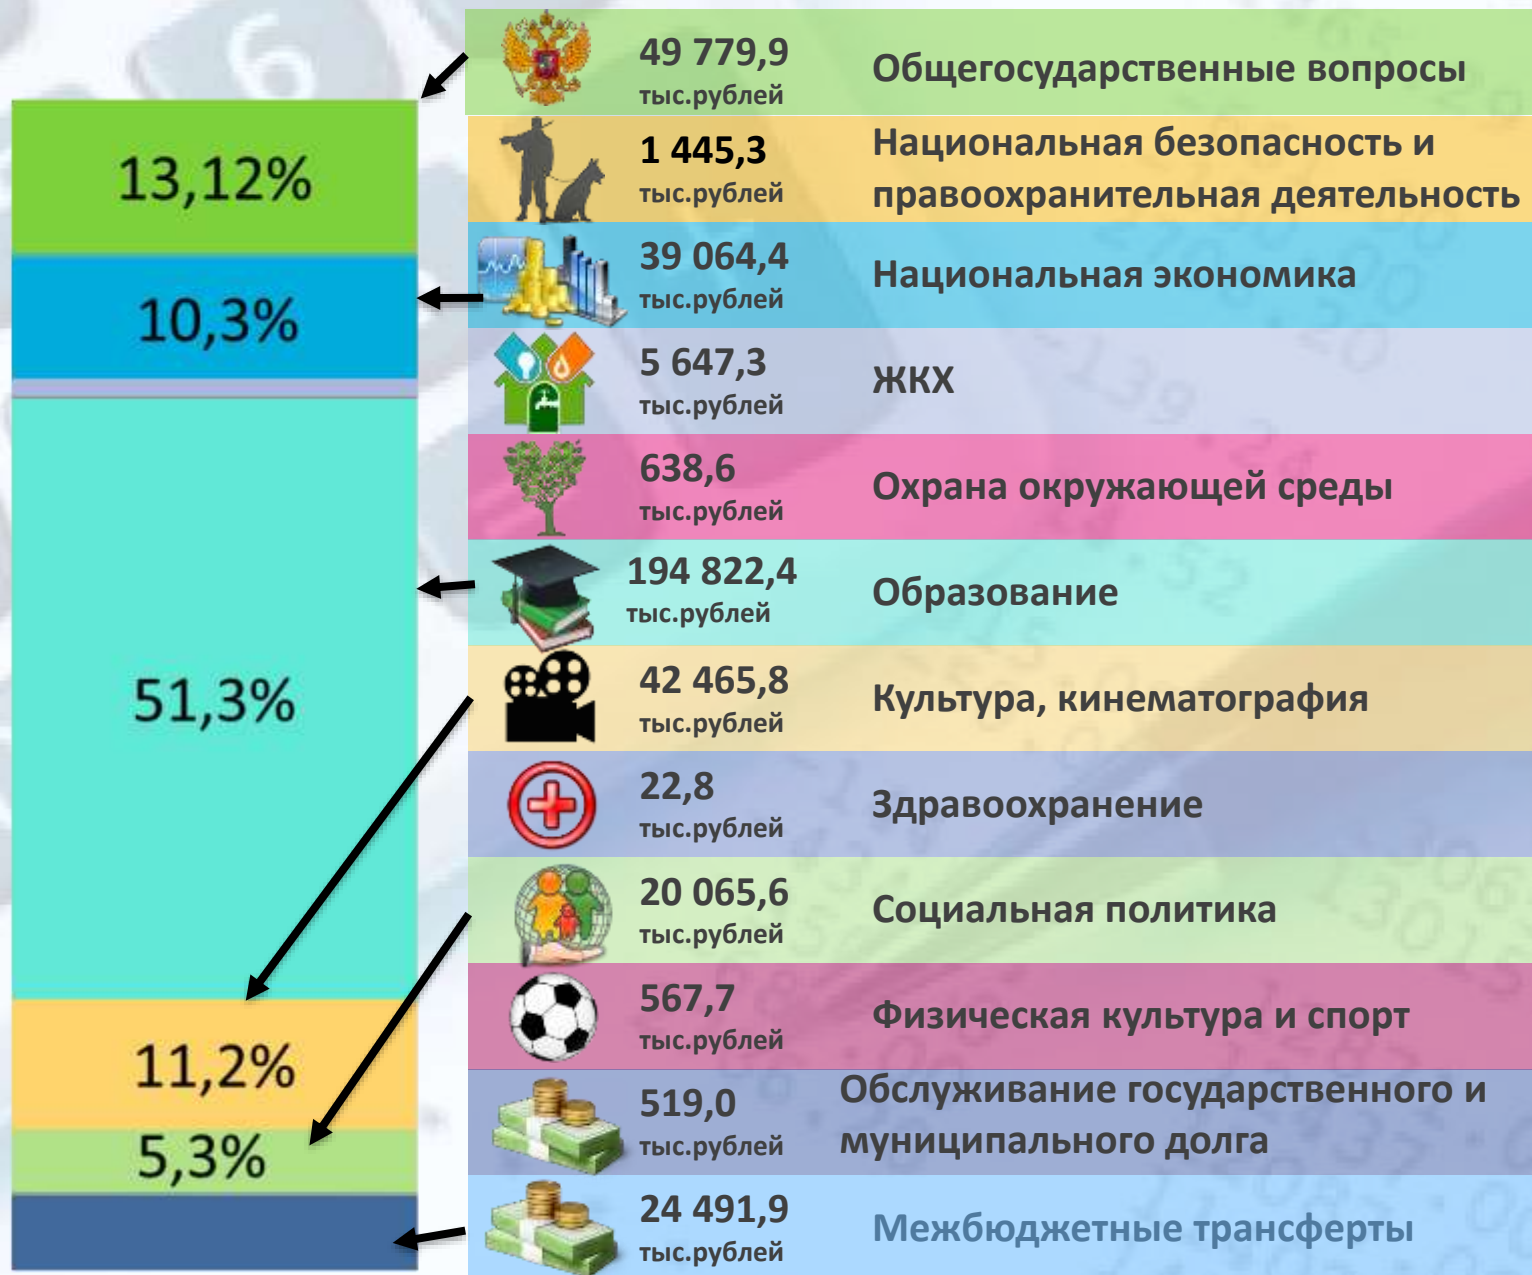 13,12%
10,3%
51,3%
11,2%
5,3%
49 779,9
тыс.рублей
Общегосударственные вопросы
1 445,3
тыс.рублей
Национальная безопасность и
правоохранительная деятельность
39 064,4
тыс.рублей
Национальная экономика
5 647,3
тыс.рублей
ЖКХ
638,6
тыс.рублей
Охрана окружающей среды
194 822,4
тыс.рублей
Образование
42 465,8
тыс.рублей
Культура, кинематография
22,8
тыс.рублей
Здравоохранение
20 065,6
тыс.рублей
Социальная политика
567,7
тыс.рублей
Физическая культура и спорт
519,0
тыс.рублей
Обслуживание государственного и
муниципального долга
24 491,9
тыс.рублей
Межбюджетные трансферты